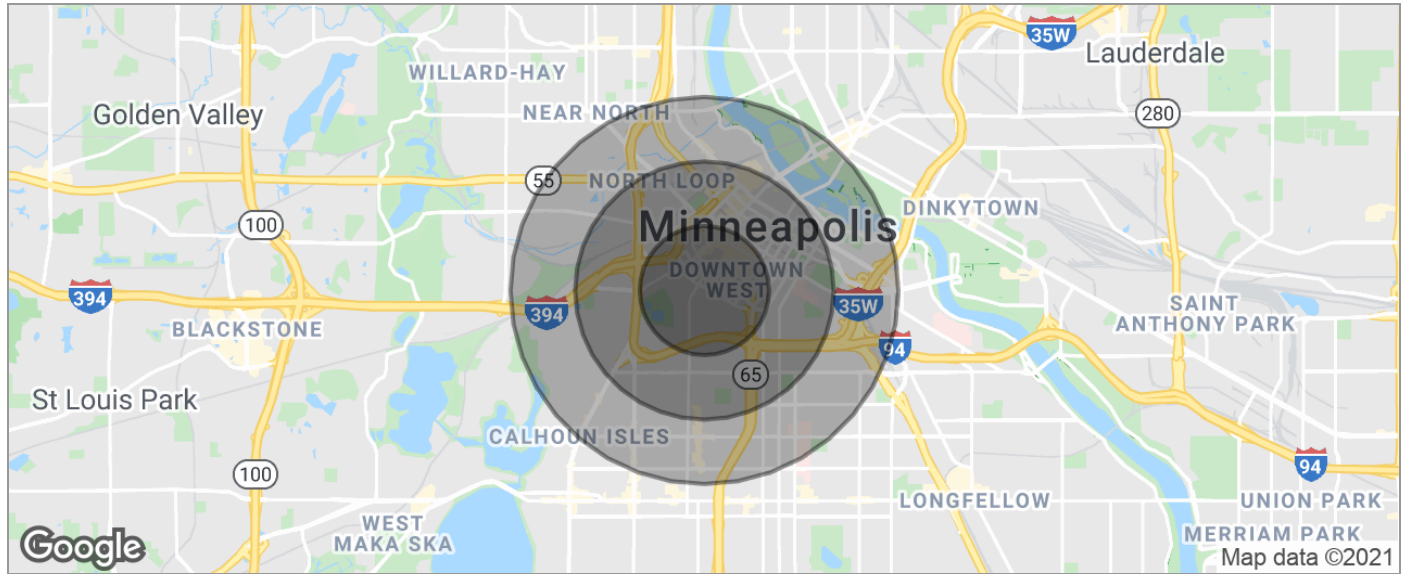 35W
Lauderdale
WILLARD-HAY
Golden Valley
NEAR NORTH
280
55
NORTH LOOP
100
Minneapolis
DINKYTOWN
DOWNTOWN
WEST
394
394
35W
SAINT
ANTHONY PARK
BLACKSTONE
94
65
St Louis Park
CALHOUN ISLES
100
94
LONGFELLOW
UNION PARK
WEST
MAKA SKA
MERRIAM PARK
Google
Map data ©2021